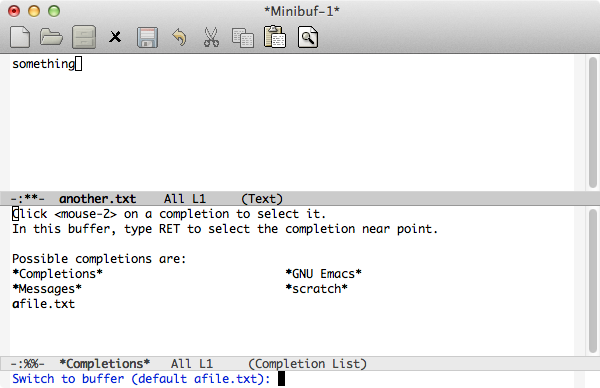 *Minibuf-1*
something
-:**-  another.txt    All L1     (Text)
Click <mouse-2> on a completion to select it.
In this buffer, type RET to select the completion near point.
Possible completions are:
*Completions*                          *GNU Emacs*
*Messages*                             *scratch*
afile.txt
-:%%-  *Completions*   All L1     (Completion List)
Switch to buffer (default afile.txt):